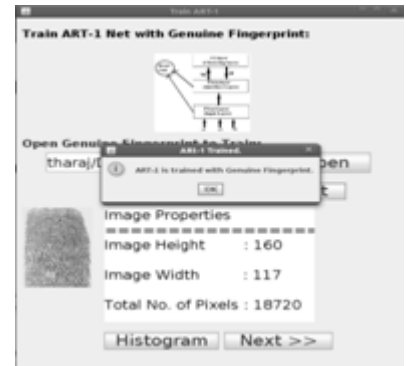 Train ART-1
Train ART-1 Net with Genuine Fingerprint:
Open Genuine Fingerprint to Train:
tharaj/
pen
ART-1 Trained.
ART-1 is trained with Genuine Fingerprint.
OK
t
Image Properties
====================
Image Height : 160
Image Width : 117
Total No. of Pixels : 18720
Histogram
Next >>